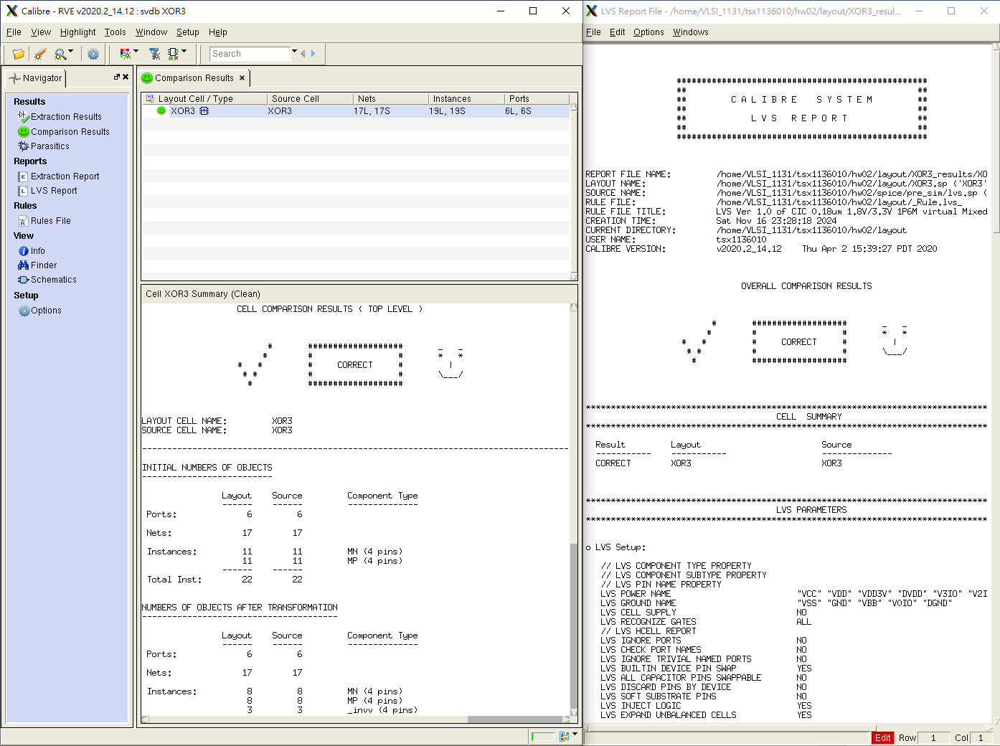 Calibre - RVE v2020.2_14.12 : svdb XOR3
File View Highlight Tools Window Setup Help
Search
Navigator
Results
Extraction Results
Comparison Results
Parasitics
Reports
Extraction Report
LVS Report
Rules
Rules File
View
Info
Finder
Schematics
Setup
Options
Comparison Results
Layout Cell / Type Source Cell Nets Instances Ports
XOR3 XOR3 17L, 17S 19L, 19S 6L, 6S
Cell XOR3 Summary (Clean)
CELL COMPARISON RESULTS ( TOP LEVEL )
# ################### _ _
# # # * *
# # # CORRECT # |
# # # # \___/
# ###################
LAYOUT CELL NAME: XOR3
SOURCE CELL NAME: XOR3
-------------------------------------------------------------------------------------
INITIAL NUMBERS OF OBJECTS
--------------------------
Layout Source Component Type
------ ------ --------------
Ports: 6 6
Nets: 17 17
Instances: 11 11 MN (4 pins)
11 11 MP (4 pins)
------ ------
Total Inst: 22 22
NUMBERS OF OBJECTS AFTER TRANSFORMATION
---------------------------------------
Layout Source Component Type
------ ------ --------------
Ports: 6 6
Nets: 17 17
Instances: 8 8 MN (4 pins)
8 8 MP (4 pins)
3 3 _invv (4 pins)
LVS Report File - /home/VLSI_1131/tsx1136010/hw02/layout/XOR3_resul...
File Edit Options Windows
##################################################
## ##
## C A L I B R E S Y S T E M ##
## ##
## L V S R E P O R T ##
## ##
##################################################
REPORT FILE NAME: /home/VLSI_1131/tsx1136010/hw02/layout/XOR3_results/XO
LAYOUT NAME: /home/VLSI_1131/tsx1136010/hw02/layout/XOR3.sp ('XOR3'
SOURCE NAME: /home/VLSI_1131/tsx1136010/hw02/spice/pre_sim/lvs.sp (
RULE FILE: /home/VLSI_1131/tsx1136010/hw02/layout/_Rule.lvs_
RULE FILE TITLE: LVS Ver 1.0 of CIC 0.18um 1.8V/3.3V 1P6M virtual Mixed
CREATION TIME: Sat Nov 16 23:28:18 2024
CURRENT DIRECTORY: /home/VLSI_1131/tsx1136010/hw02/layout
USER NAME: tsx1136010
CALIBRE VERSION: v2020.2_14.12 Thu Apr 2 15:39:27 PDT 2020
OVERALL COMPARISON RESULTS
# ################### _ _
# # # * *
# # # CORRECT # |
# # # # \___/
# ###################
********************************************************************************
CELL SUMMARY
********************************************************************************
Result Layout Source
----------- ----------- --------------
CORRECT XOR3 XOR3
********************************************************************************
LVS PARAMETERS
********************************************************************************
o LVS Setup:
// LVS COMPONENT TYPE PROPERTY
// LVS COMPONENT SUBTYPE PROPERTY
// LVS PIN NAME PROPERTY
LVS POWER NAME "VCC" "VDD" "VDD3V" "DVDD" "V3IO" "V2I
LVS GROUND NAME "VSS" "GND" "VBB" "VOIO" "DGND"
LVS CELL SUPPLY NO
LVS RECOGNIZE GATES ALL
// LVS HCELL REPORT
LVS IGNORE PORTS NO
LVS CHECK PORT NAMES NO
LVS IGNORE TRIVIAL NAMED PORTS NO
LVS BUILTIN DEVICE PIN SWAP YES
LVS ALL CAPACITOR PINS SWAPPABLE NO
LVS DISCARD PINS BY DEVICE NO
LVS SOFT SUBSTRATE PINS NO
LVS INJECT LOGIC YES
LVS EXPAND UNBALANCED CELLS YES
Edit Row 1 Col 1